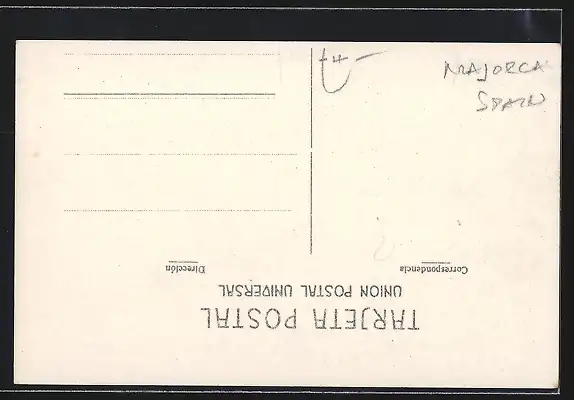 MAJORCA
SPAIN
TARJETA POSTAL
UNION POSTAL UNIVERSAL
Correspondencia
Dirección